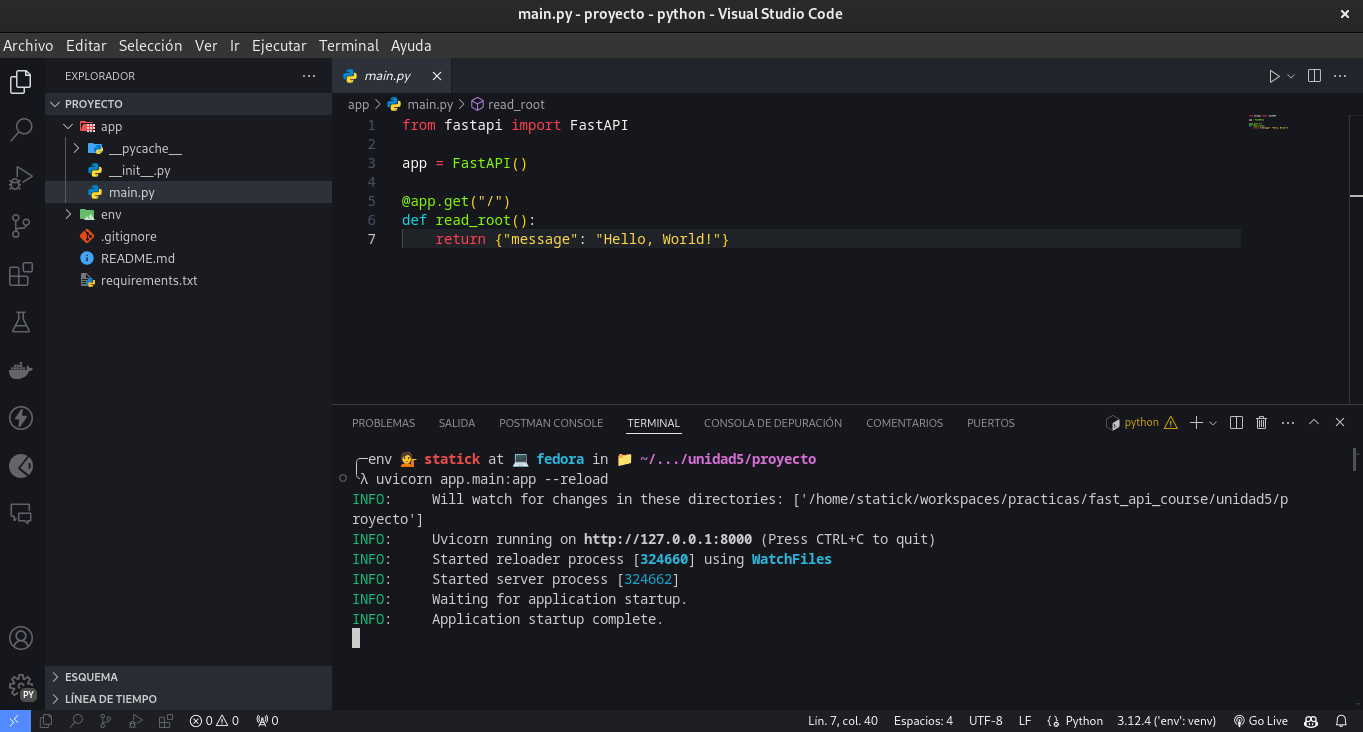 main.py - proyecto - python - Visual Studio Code
Archivo Editar Selección Ver Ir Ejecutar Terminal Ayuda
EXPLORADOR
PROYECTO
app
__pycache__
__init__.py
main.py
env
.gitignore
README.md
requirements.txt
ESQUEMA
LÍNEA DE TIEMPO
main.py
app > main.py > read_root
1 from fastapi import FastAPI
2
3 app = FastAPI()
4
5 @app.get("/")
6 def read_root():
7     return {"message": "Hello, World!"}
PROBLEMAS SALIDA POSTMAN CONSOLE TERMINAL CONSOLA DE DEPURACIÓN COMENTARIOS PUERTOS python
env statick at fedora in ~/.../unidad5/proyecto
λ uvicorn app.main:app --reload
INFO:     Will watch for changes in these directories: ['/home/statick/workspaces/practicas/fast_api_course/unidad5/p
royecto']
INFO:     Uvicorn running on http://127.0.0.1:8000 (Press CTRL+C to quit)
INFO:     Started reloader process [324660] using WatchFiles
INFO:     Started server process [324662]
INFO:     Waiting for application startup.
INFO:     Application startup complete.
PY
0 0 0 Lín. 7, col. 40 Espacios: 4 UTF-8 LF Python 3.12.4 ('env': venv) Go Live